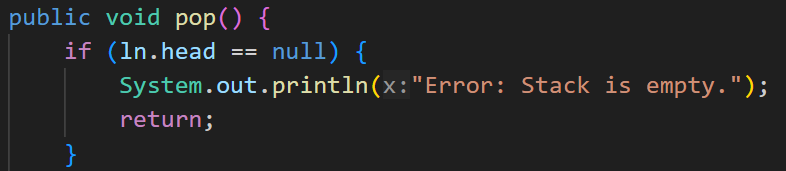 public void pop() {
if (ln.head == null) {
System.out.println(x:"Error: Stack is empty.");
return;
}